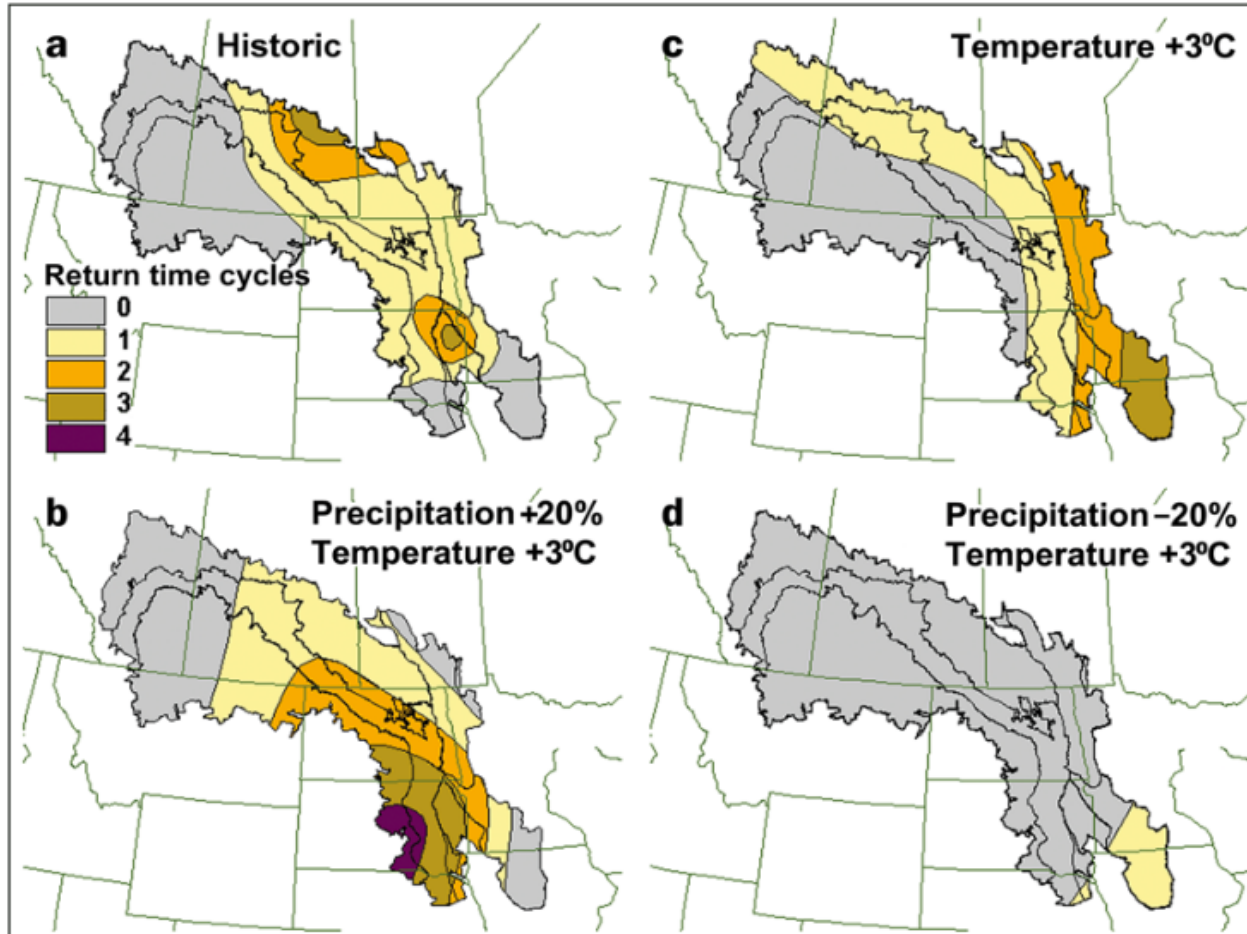 a
Historic
Return time cycles
0
1
2
3
4
c
Temperature +3ºC
b
Precipitation +20%
Temperature +3ºC
d
Precipitation –20%
Temperature +3ºC